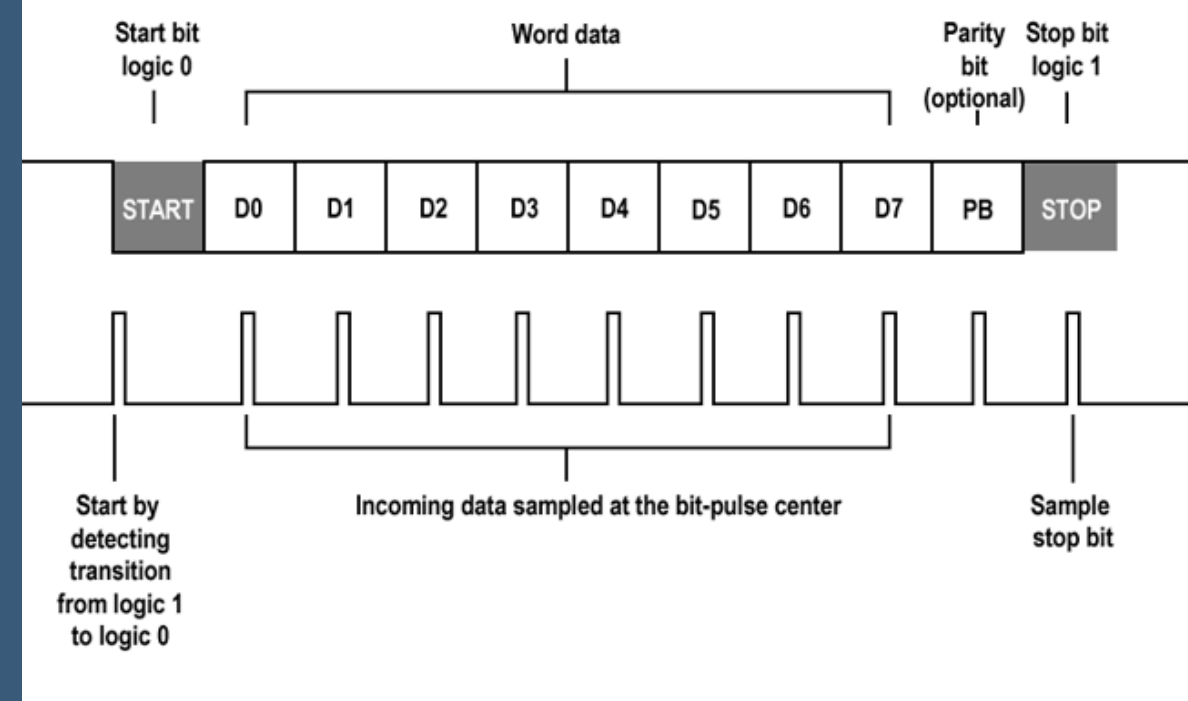 Start bit
logic 0
Word data
Parity
bit
(optional)
Stop bit
logic 1
START
D0
D1
D2
D3
D4
D5
D6
D7
PB
STOP
Start by
detecting
transition
from logic 1
to logic 0
Incoming data sampled at the bit-pulse center
Sample
stop bit